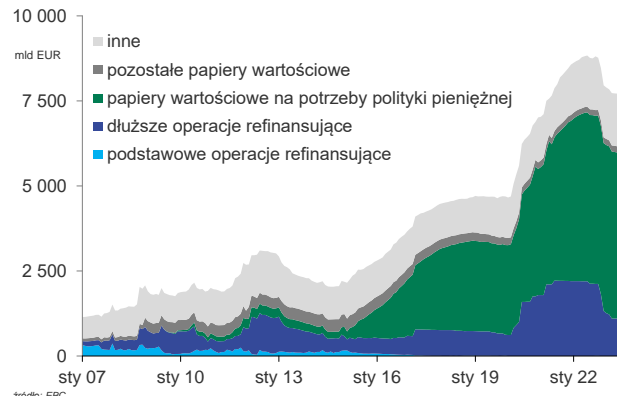 10 000
mld EUR
7 500
5 000
2 500
0
inne
pozostałe papiery wartościowe
papiery wartościowe na potrzeby polityki pieniężnej
dłuższe operacje refinansujące
podstawowe operacje refinansujące
sty 07 sty 10 sty 13 sty 16 sty 19 sty 22
źródło: EBC